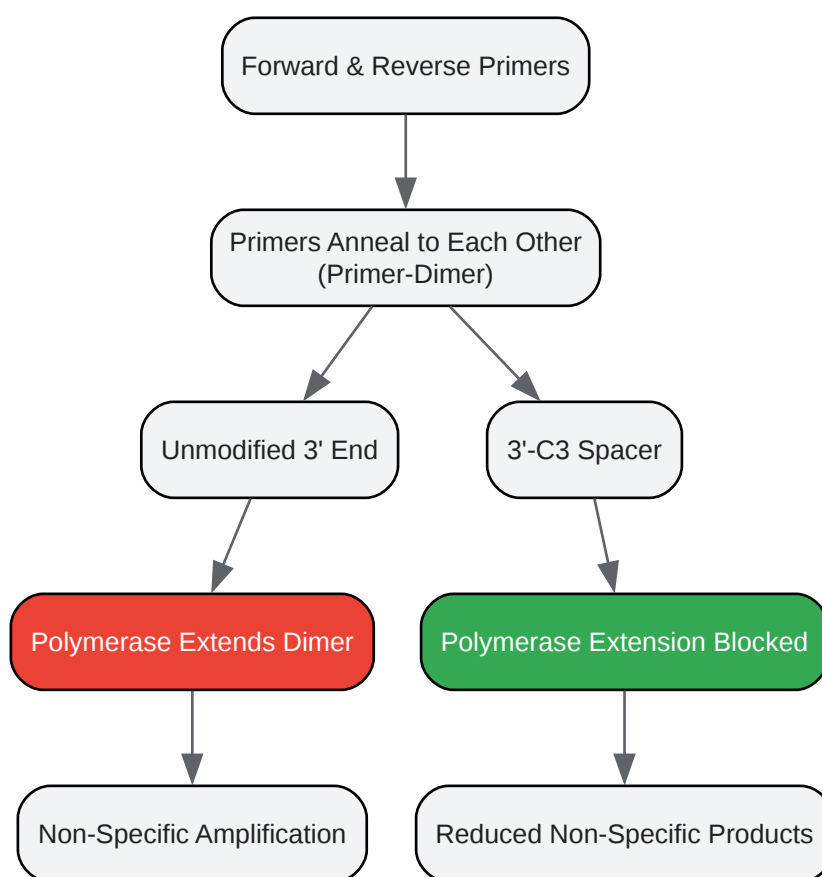 Forward & Reverse Primers
Primers Anneal to Each Other
(Primer-Dimer)
Unmodified 3' End
3'-C3 Spacer
Polymerase Extends Dimer
Polymerase Extension Blocked
Non-Specific Amplification
Reduced Non-Specific Products